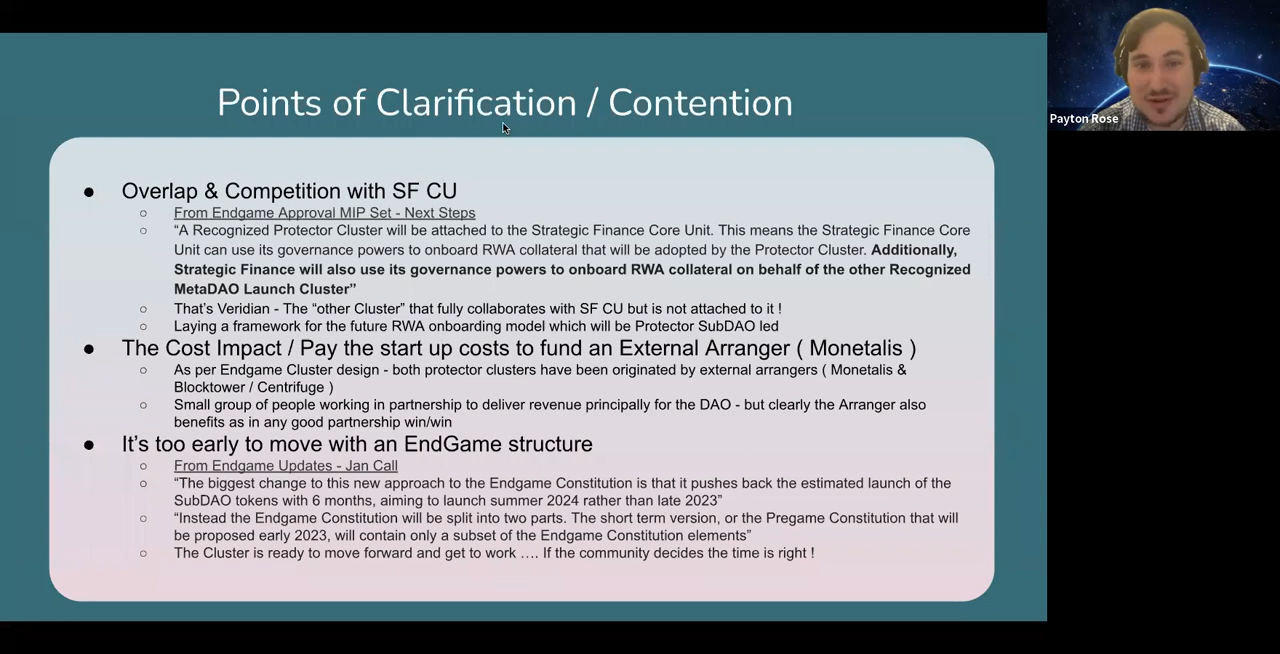 Points of Clarification / Contention
Payton Rose
● Overlap & Competition with SF CU
○ From Endgame Approval MIP Set - Next Steps
○ “A Recognized Protector Cluster will be attached to the Strategic Finance Core Unit. This means the Strategic Finance Core
Unit can use its governance powers to onboard RWA collateral that will be adopted by the Protector Cluster. Additionally,
Strategic Finance will also use its governance powers to onboard RWA collateral on behalf of the other Recognized
MetaDAO Launch Cluster”
○ That’s Veridian - The “other Cluster” that fully collaborates with SF CU but is not attached to it !
○ Laying a framework for the future RWA onboarding model which will be Protector SubDAO led
● The Cost Impact / Pay the start up costs to fund an External Arranger ( Monetalis )
○ As per Endgame Cluster design - both protector clusters have been originated by external arrangers ( Monetalis &
Blocktower / Centrifuge )
○ Small group of people working in partnership to deliver revenue principally for the DAO - but clearly the Arranger also
benefits as in any good partnership win/win
● It’s too early to move with an EndGame structure
○ From Endgame Updates - Jan Call
○ “The biggest change to this new approach to the Endgame Constitution is that it pushes back the estimated launch of the
SubDAO tokens with 6 months, aiming to launch summer 2024 rather than late 2023”
○ “Instead the Endgame Constitution will be split into two parts. The short term version, or the Pregame Constitution that will
be proposed early 2023, will contain only a subset of the Endgame Constitution elements”
○ The Cluster is ready to move forward and get to work .... If the community decides the time is right !